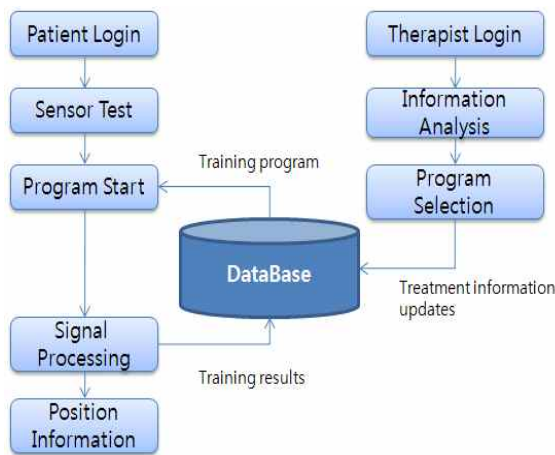 Patient Login
Therapist Login
Sensor Test
Information
Analysis
Training program
Program Start
Program
Selection
DataBase
Treatment information
updates
Signal
Processing
Training results
Position
Information